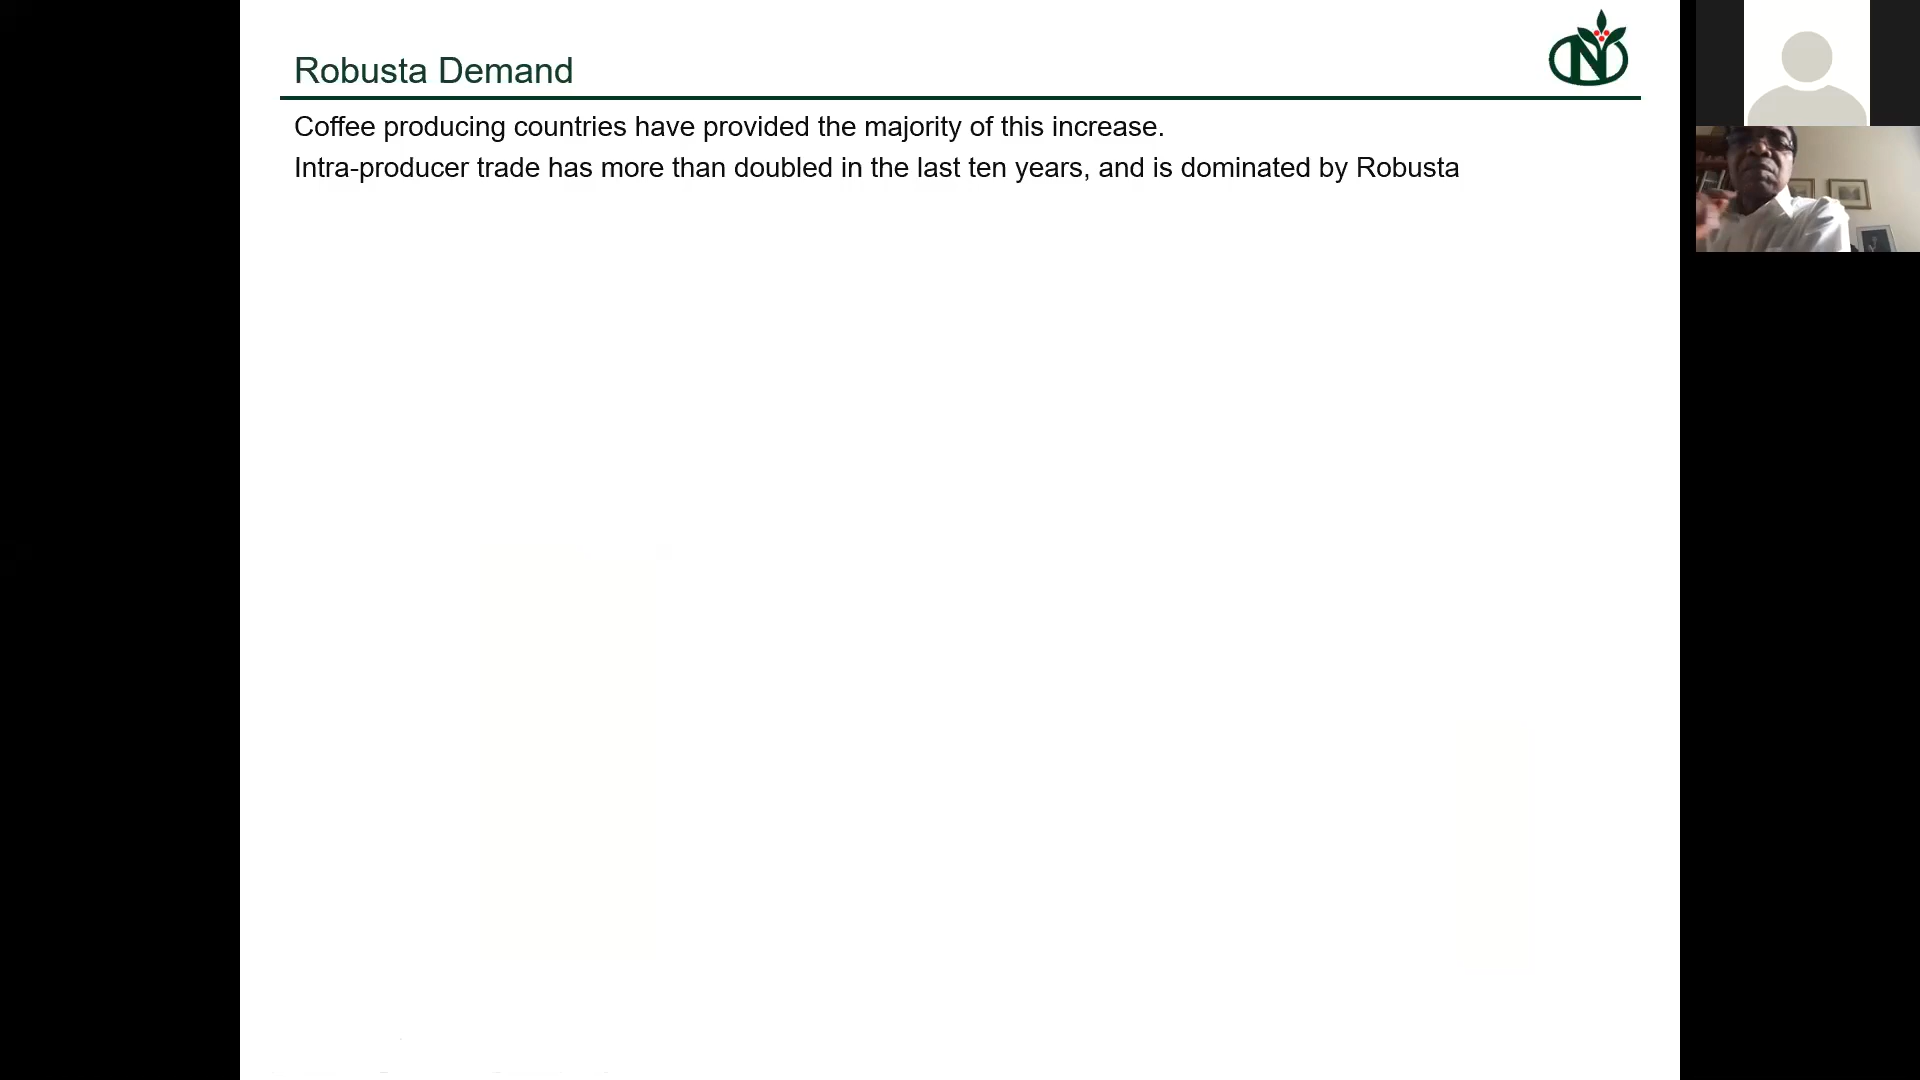 Robusta Demand
N
Coffee producing countries have provided the majority of this increase.
Intra-producer trade has more than doubled in the last ten years, and is dominated by Robusta